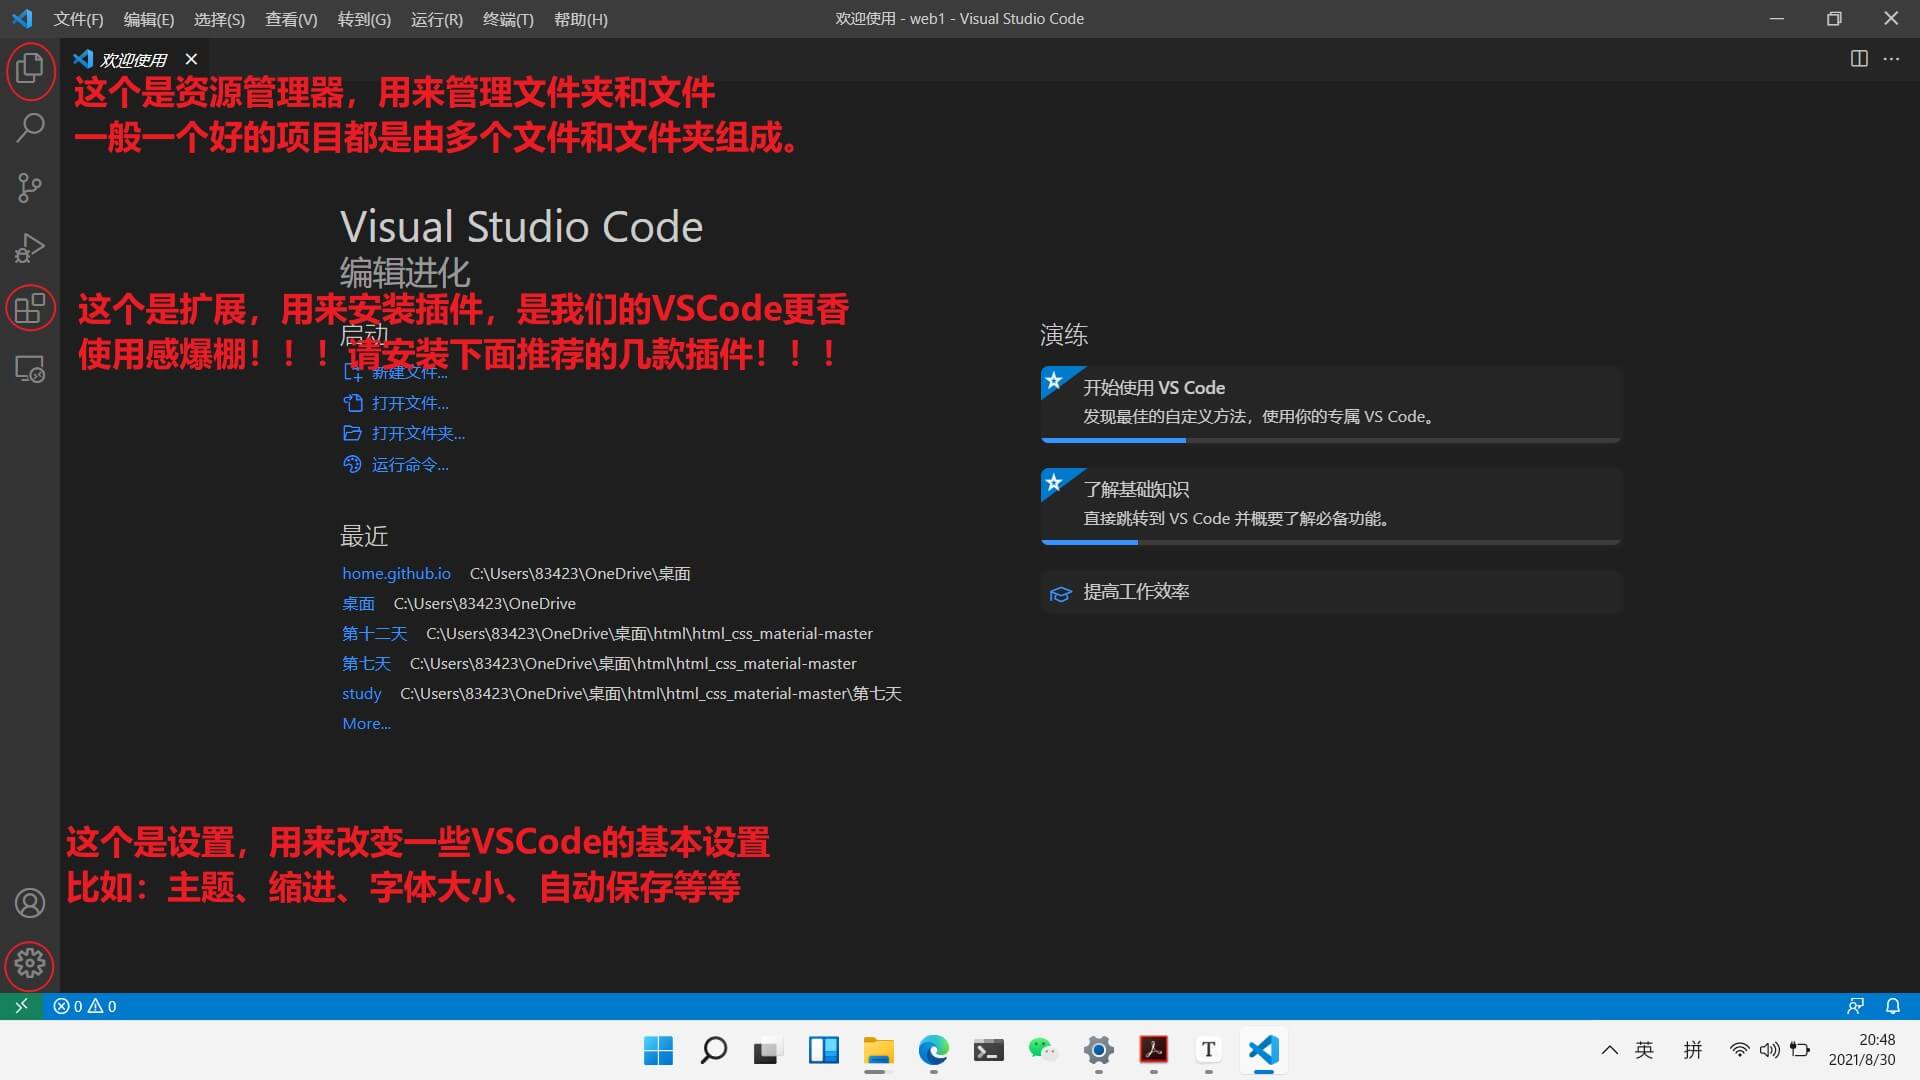 文件(F) 编辑(E) 选择(S) 查看(V) 转到(G) 运行(R) 终端(T) 帮助(H) 欢迎使用 - web1 - Visual Studio Code
欢迎使用
这个是资源管理器，用来管理文件夹和文件
一般一个好的项目都是由多个文件和文件夹组成。
Visual Studio Code
编辑进化
这个是扩展，用来安装插件，是我们的VSCode更香
使用感爆棚！！！请安装下面推荐的几款插件！！！
启动
新建文件...
打开文件...
打开文件夹...
运行命令...
最近
home.github.io C:\Users\83423\OneDrive\桌面
桌面 C:\Users\83423\OneDrive
第十二天 C:\Users\83423\OneDrive\桌面\html\html_css_material-master
第七天 C:\Users\83423\OneDrive\桌面\html\html_css_material-master
study C:\Users\83423\OneDrive\桌面\html\html_css_material-master\第七天
More...
演练
开始使用 VS Code
发现最佳的自定义方法，使用你的专属 VS Code。
了解基础知识
直接跳转到 VS Code 并概要了解必备功能。
提高工作效率
这个是设置，用来改变一些VSCode的基本设置
比如：主题、缩进、字体大小、自动保存等等
0 0
T
英 拼
20:48
2021/8/30